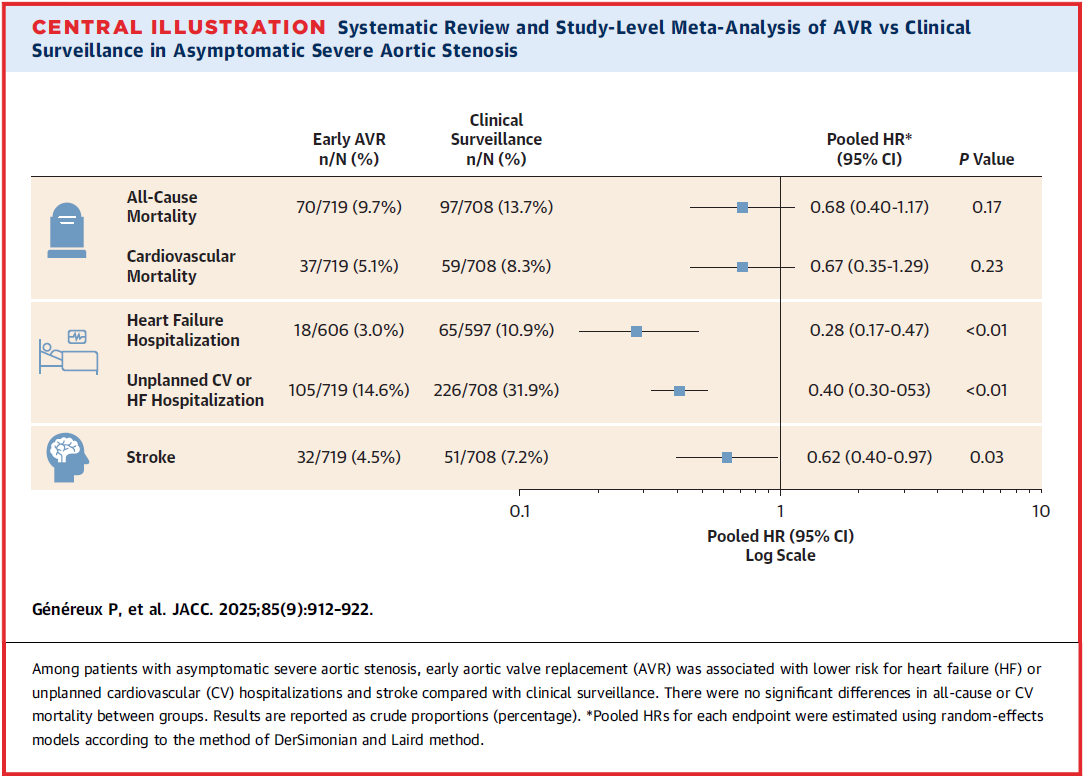 CENTRAL ILLUSTRATION Systematic Review and Study-Level Meta-Analysis of AVR vs Clinical
Surveillance in Asymptomatic Severe Aortic Stenosis
Early AVR
n/N (%)
Clinical
Surveillance
n/N (%)
Pooled HR*
(95% CI)
P Value
All-Cause
Mortality
70/719 (9.7%)
97/708 (13.7%)
0.68 (0.40-1.17)
0.17
Cardiovascular
Mortality
37/719 (5.1%)
59/708 (8.3%)
0.67 (0.35-1.29)
0.23
Heart Failure
Hospitalization
18/606 (3.0%)
65/597 (10.9%)
0.28 (0.17-0.47)
<0.01
Unplanned CV or
HF Hospitalization
105/719 (14.6%)
226/708 (31.9%)
0.40 (0.30-053)
<0.01
Stroke
32/719 (4.5%)
51/708 (7.2%)
0.62 (0.40-0.97)
0.03
0.1
1
10
Pooled HR (95% CI)
Log Scale
Généreux P, et al. JACC. 2025;85(9):912–922.
Among patients with asymptomatic severe aortic stenosis, early aortic valve replacement (AVR) was associated with lower risk for heart failure (HF) or
unplanned cardiovascular (CV) hospitalizations and stroke compared with clinical surveillance. There were no significant differences in all-cause or CV
mortality between groups. Results are reported as crude proportions (percentage). *Pooled HRs for each endpoint were estimated using random-effects
models according to the method of DerSimonian and Laird method.